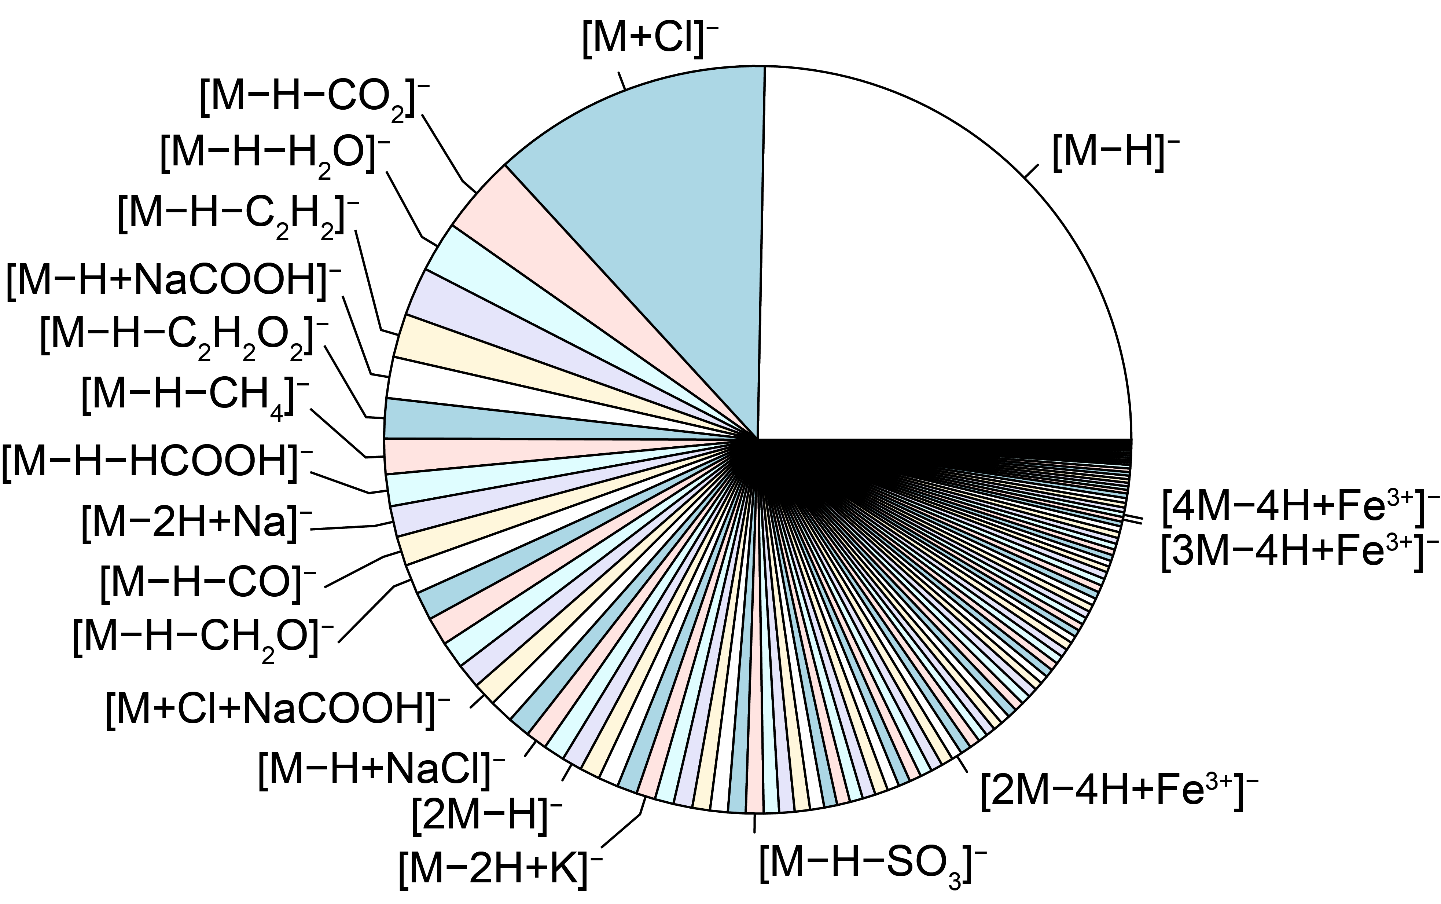 [M+Cl]⁻
[M−H−CO₂]⁻
[M−H]⁻
[M−H−H₂O]⁻
[M−H−C₂H₂]⁻
[M−H+NaCOOH]⁻
[M−H−C₂H₂O₂]⁻
[M−H−CH₄]⁻
[M−H−HCOOH]⁻
[M−2H+Na]⁻
[4M−4H+Fe³⁺]⁻
[3M−4H+Fe³⁺]⁻
[M−H−CO]⁻
[M−H−CH₂O]⁻
[M+Cl+NaCOOH]⁻
[M−H+NaCl]⁻
[2M−4H+Fe³⁺]⁻
[2M−H]⁻
[M−2H+K]⁻
[M−H−SO₃]⁻